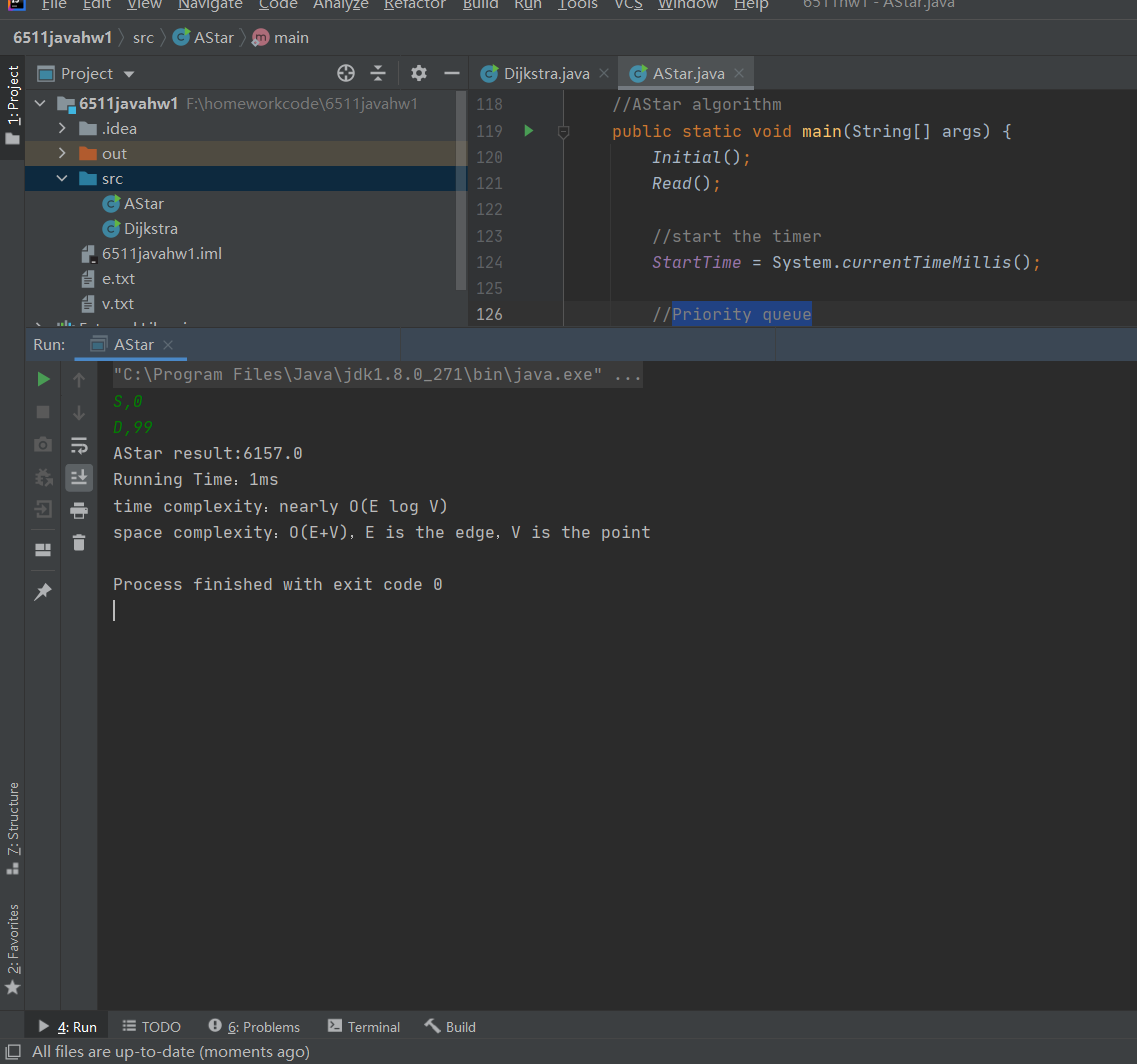 File Edit View Navigate Code Analyze Refactor Build Run Tools VCS Window Help 6511hw1 - AStar.java
6511javahw1 src AStar main
1: Project
Project
Dijkstra.java AStar.java
6511javahw1 F:\homeworkcode\6511javahw1
.idea
out
src
AStar
Dijkstra
6511javahw1.iml
e.txt
v.txt
118 //AStar algorithm
119 public static void main(String[] args) {
120 Initial();
121 Read();
122
123 //start the timer
124 StartTime = System.currentTimeMillis();
125
126 //Priority queue
Run: AStar
"C:\Program Files\Java\jdk1.8.0_271\bin\java.exe" ...
S,0
D,99
AStar result:6157.0
Running Time：1ms
time complexity：nearly O(E log V)
space complexity：O(E+V)，E is the edge，V is the point
Process finished with exit code 0
7: Structure
2: Favorites
4: Run TODO 6: Problems Terminal Build
All files are up-to-date (moments ago)